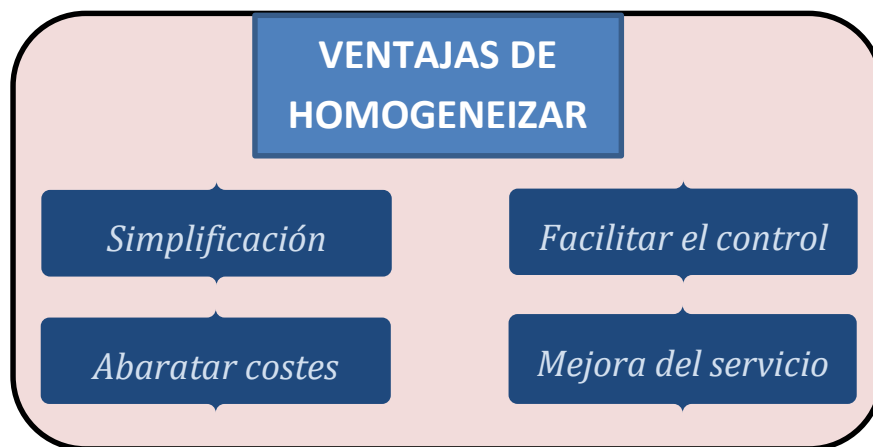 VENTAJAS DE
HOMOGENEIZAR
Simplificación
Facilitar el control
Abaratar costes
Mejora del servicio